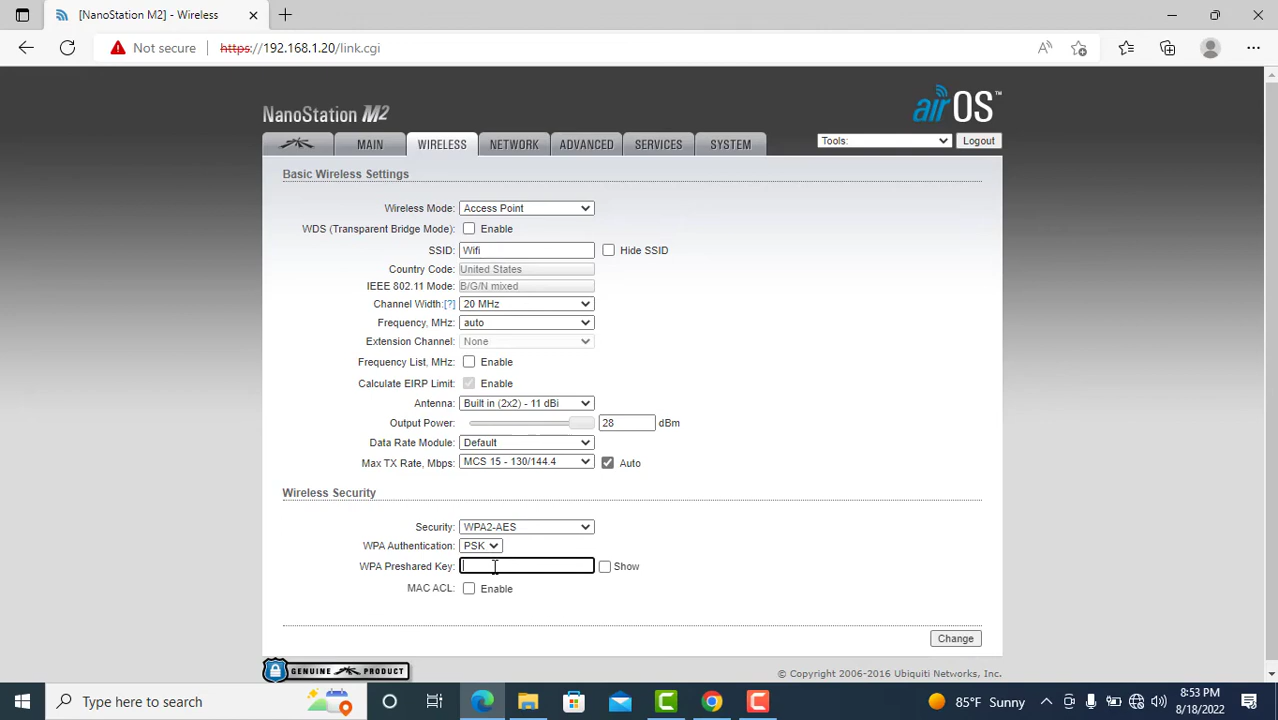 [NanoStation M2] - Wireless
Not secure
https://192.168.1.20/link.cgi
NanoStation M2
airOS™
MAIN
WIRELESS
NETWORK
ADVANCED
SERVICES
SYSTEM
Tools:
Logout
Basic Wireless Settings
Wireless Mode: Access Point
WDS (Transparent Bridge Mode): Enable
SSID: Wifi Hide SSID
Country Code: United States
IEEE 802.11 Mode: B/G/N mixed
Channel Width:[?] 20 MHz
Frequency, MHz: auto
Extension Channel: None
Frequency List, MHz: Enable
Calculate EIRP Limit: Enable
Antenna: Built in (2x2) - 11 dBi
Output Power: 28 dBm
Data Rate Module: Default
Max TX Rate, Mbps: MCS 15 - 130/144.4 Auto
Wireless Security
Security: WPA2-AES
WPA Authentication: PSK
WPA Preshared Key: Show
MAC ACL: Enable
Change
GENUINE PRODUCT
© Copyright 2006-2016 Ubiquiti Networks, Inc.
Type here to search
85°F Sunny
8:53 PM
8/18/2022